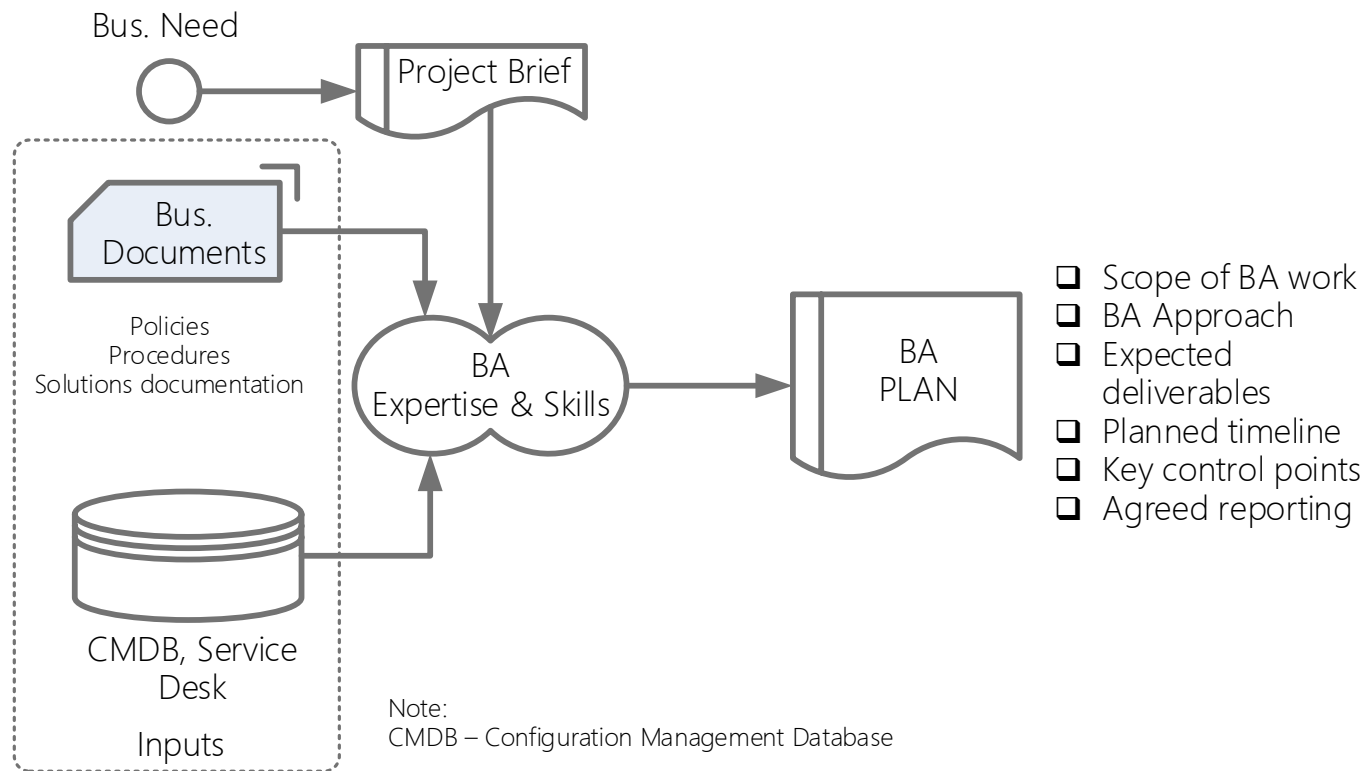 Bus. Need
Project Brief
Bus.
Documents
Policies
Procedures
Solutions documentation
BA
Expertise & Skills
BA
PLAN
Scope of BA work
BA Approach
Expected
deliverables
Planned timeline
Key control points
Agreed reporting
CMDB, Service
Desk
Inputs
Note:
CMDB – Configuration Management Database